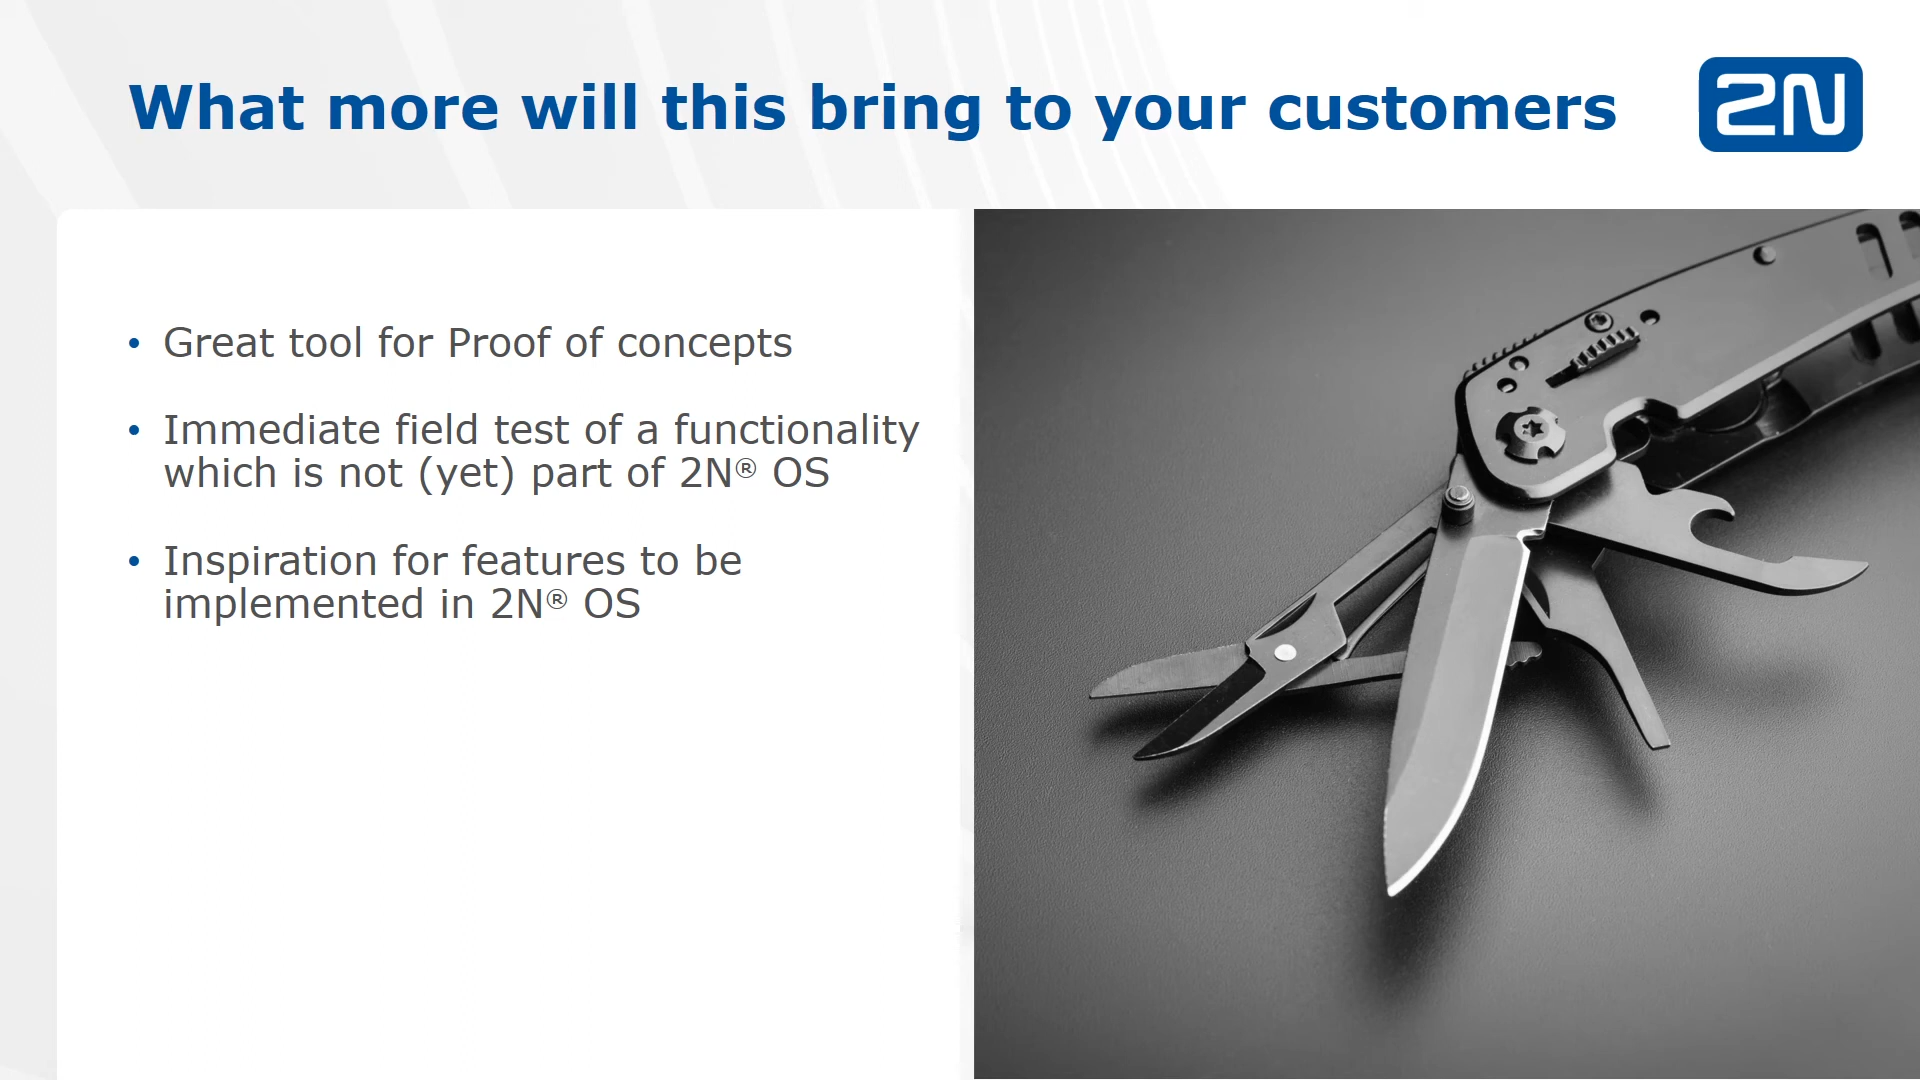 What more will this bring to your customers
2N
• Great tool for Proof of concepts
• Immediate field test of a functionality
which is not (yet) part of 2N® OS
• Inspiration for features to be
implemented in 2N® OS